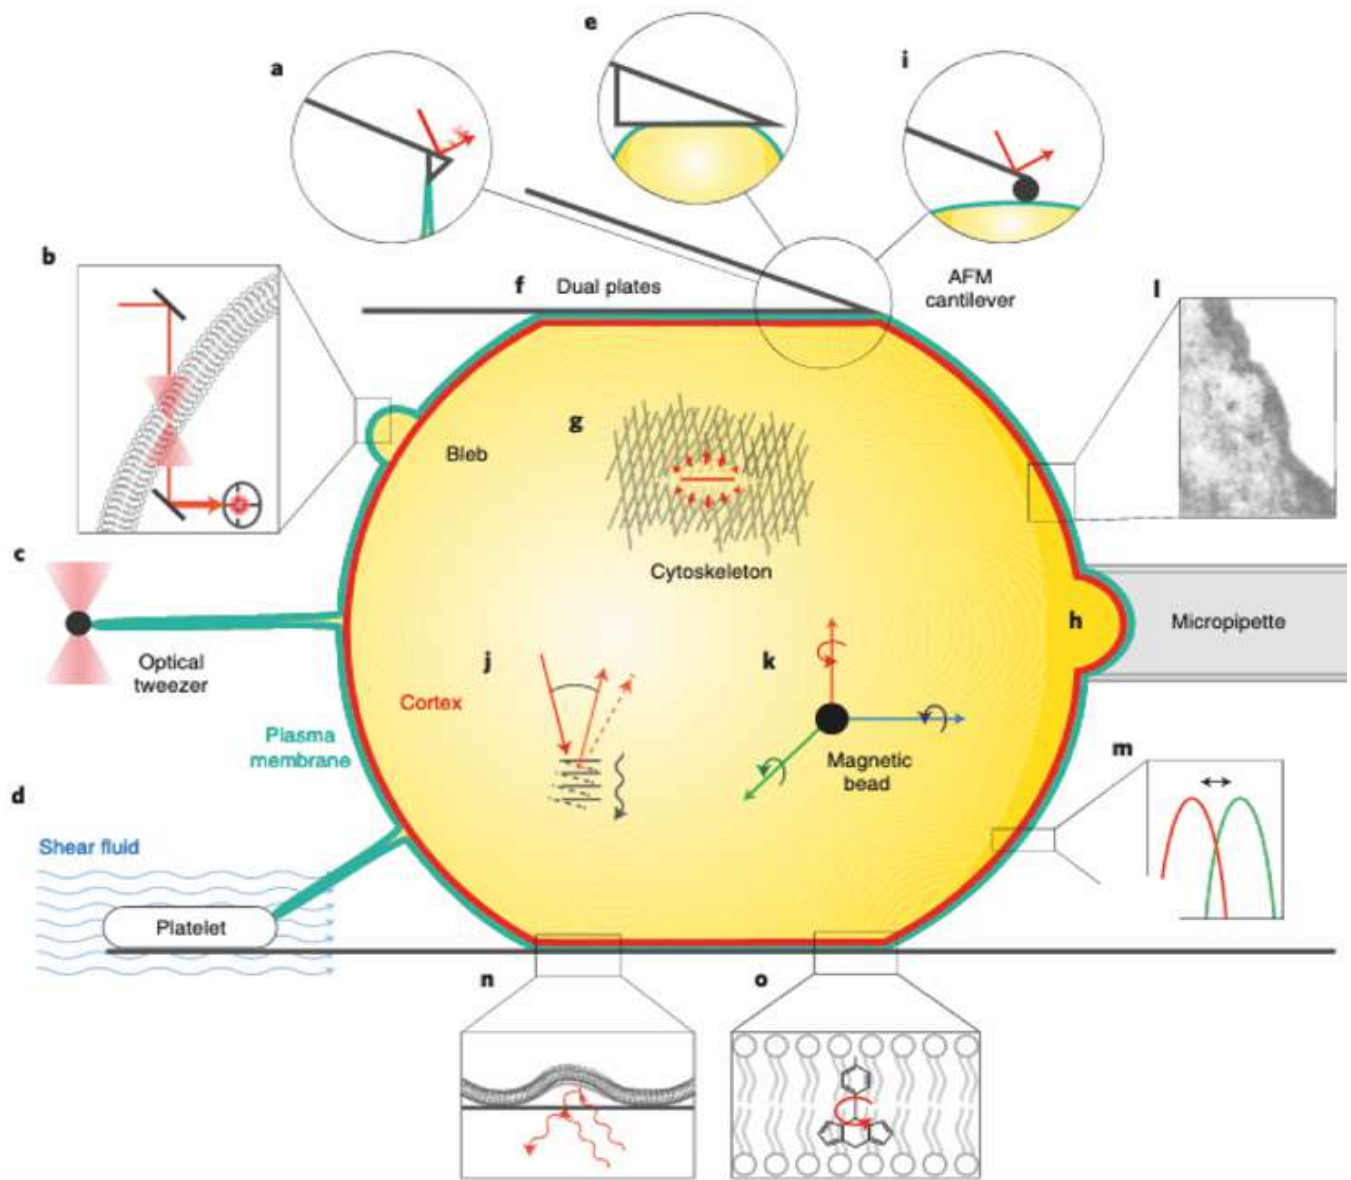 a
e
i
b
f
Dual plates
AFM
cantilever
l
g
Bleb
Cytoskeleton
c
h
Micropipette
Optical
tweezer
j
k
Cortex
Plasma
membrane
Magnetic
bead
m
d
Shear fluid
Platelet
n
o